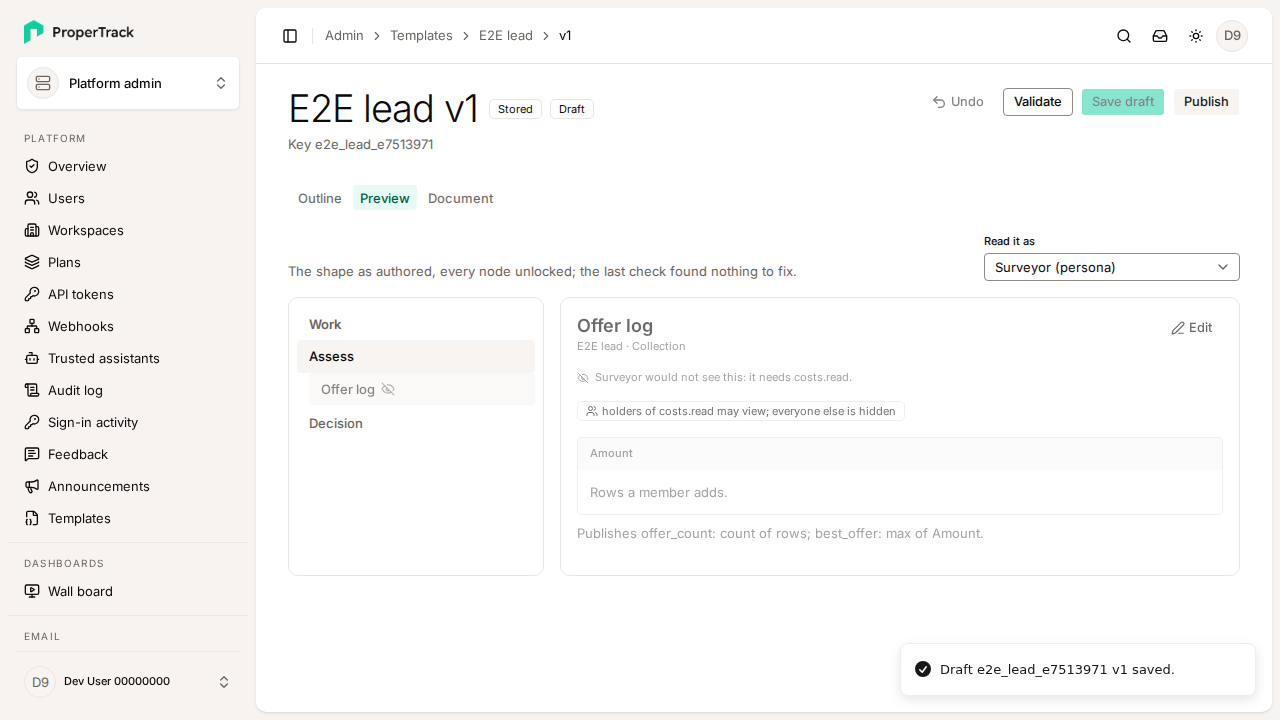 ProperTrack
Platform admin
PLATFORM
Overview
Users
Workspaces
Plans
API tokens
Webhooks
Trusted assistants
Audit log
Sign-in activity
Feedback
Announcements
Templates
DASHBOARDS
Wall board
EMAIL
D9 Dev User 00000000
Admin > Templates > E2E lead > v1
D9
E2E lead v1 Stored Draft
Undo Validate Save draft Publish
Key e2e_lead_e7513971
Outline Preview Document
Read it as
The shape as authored, every node unlocked; the last check found nothing to fix.
Surveyor (persona)
Work
Assess
Offer log
Decision
Offer log
Edit
E2E lead · Collection
Surveyor would not see this: it needs costs.read.
holders of costs.read may view; everyone else is hidden
Amount
Rows a member adds.
Publishes offer_count: count of rows; best_offer: max of Amount.
Draft e2e_lead_e7513971 v1 saved.